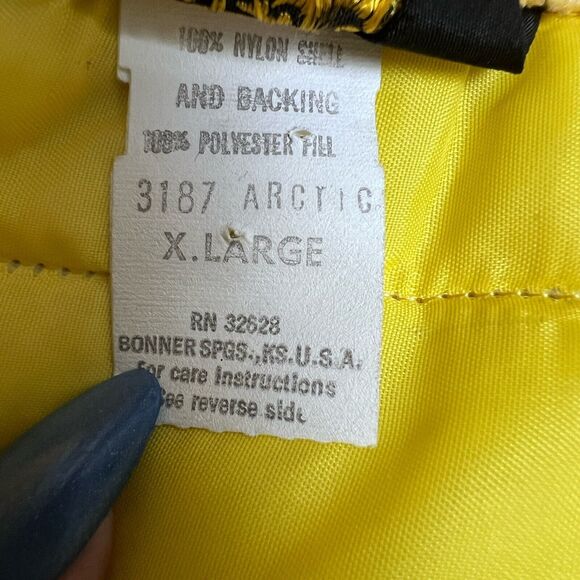 100% NYLON SHELL
AND BACKING
100% POLYESTER FILL
3187 ARCTIC
X.LARGE
RN 32628
BONNER SPGS., KS. U.S.A.
for care instructions
see reverse side